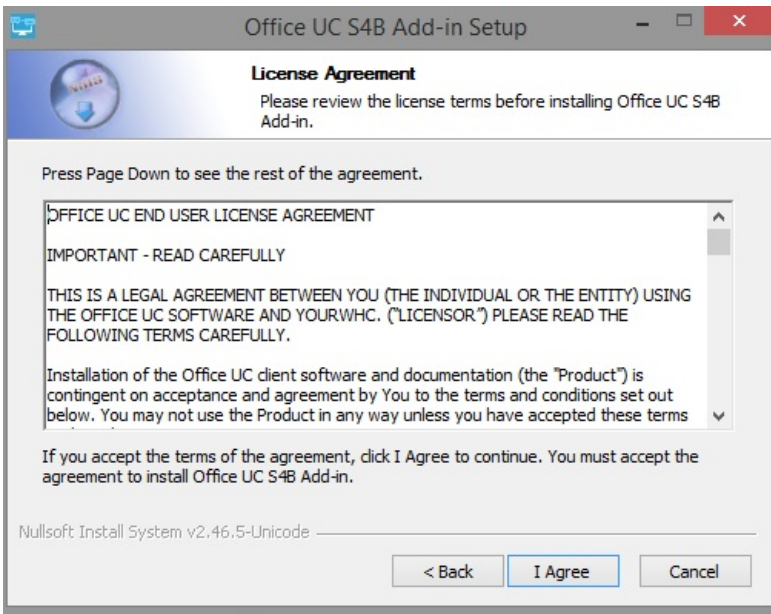 Office UC S4B Add-in Setup
License Agreement
Please review the license terms before installing Office UC S4B
Add-in.
Press Page Down to see the rest of the agreement.
OFFICE UC END USER LICENSE AGREEMENT
IMPORTANT - READ CAREFULLY
THIS IS A LEGAL AGREEMENT BETWEEN YOU (THE INDIVIDUAL OR THE ENTITY) USING
THE OFFICE UC SOFTWARE AND YOURWHC. ("LICENSOR") PLEASE READ THE
FOLLOWING TERMS CAREFULLY.
Installation of the Office UC client software and documentation (the "Product") is
contingent on acceptance and agreement by You to the terms and conditions set out
below. You may not use the Product in any way unless you have accepted these terms
If you accept the terms of the agreement, click I Agree to continue. You must accept the
agreement to install Office UC S4B Add-in.
Nullsoft Install System v2.46.5-Unicode
< Back
I Agree
Cancel